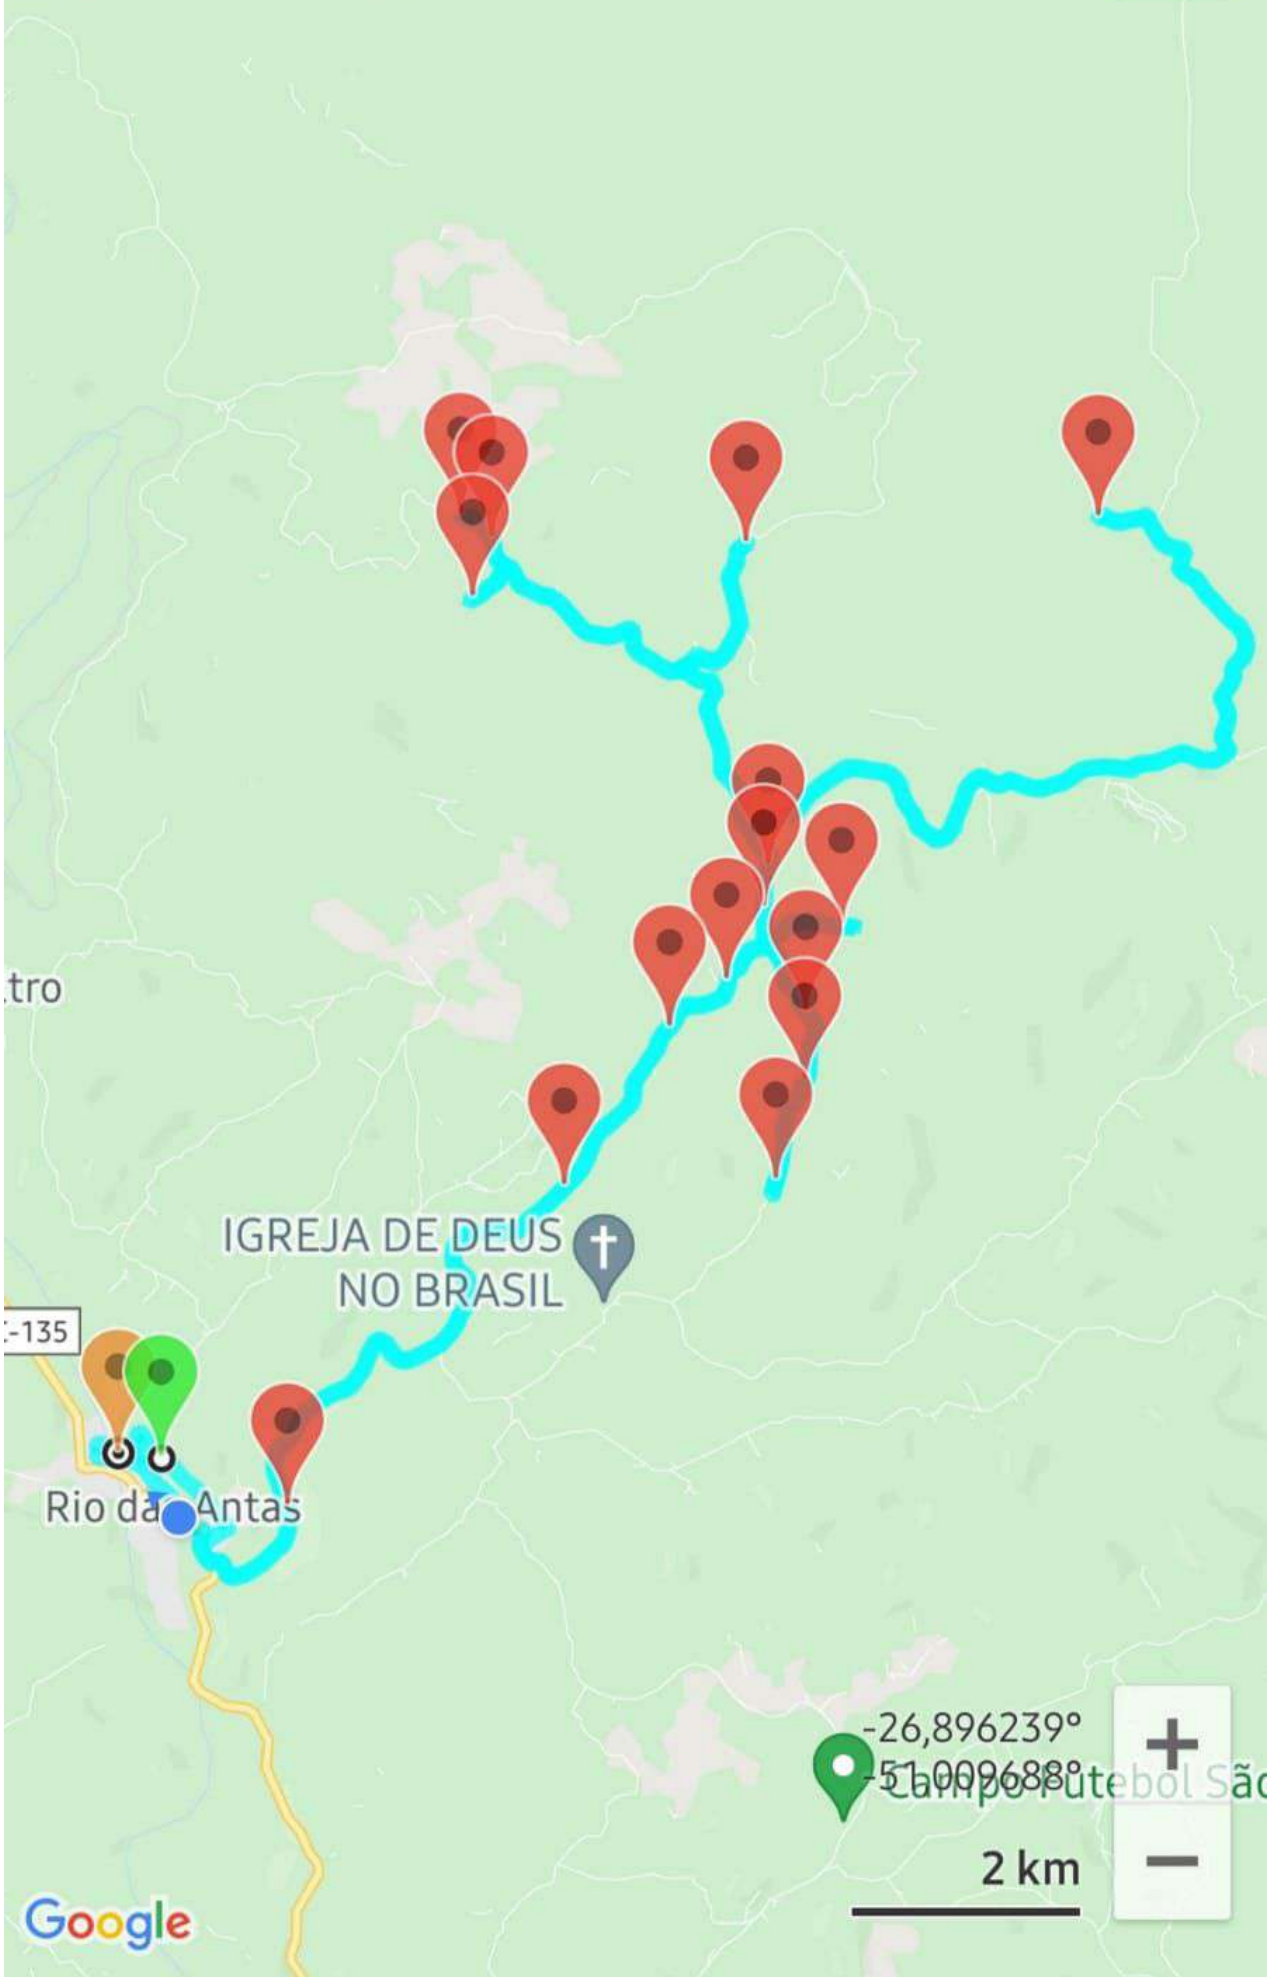 tro
IGREJA DE DEUS
NO BRASIL
-135
Rio da Antas
-26,896239°
-51,009688°
Campo Futebol São
2 km
Google